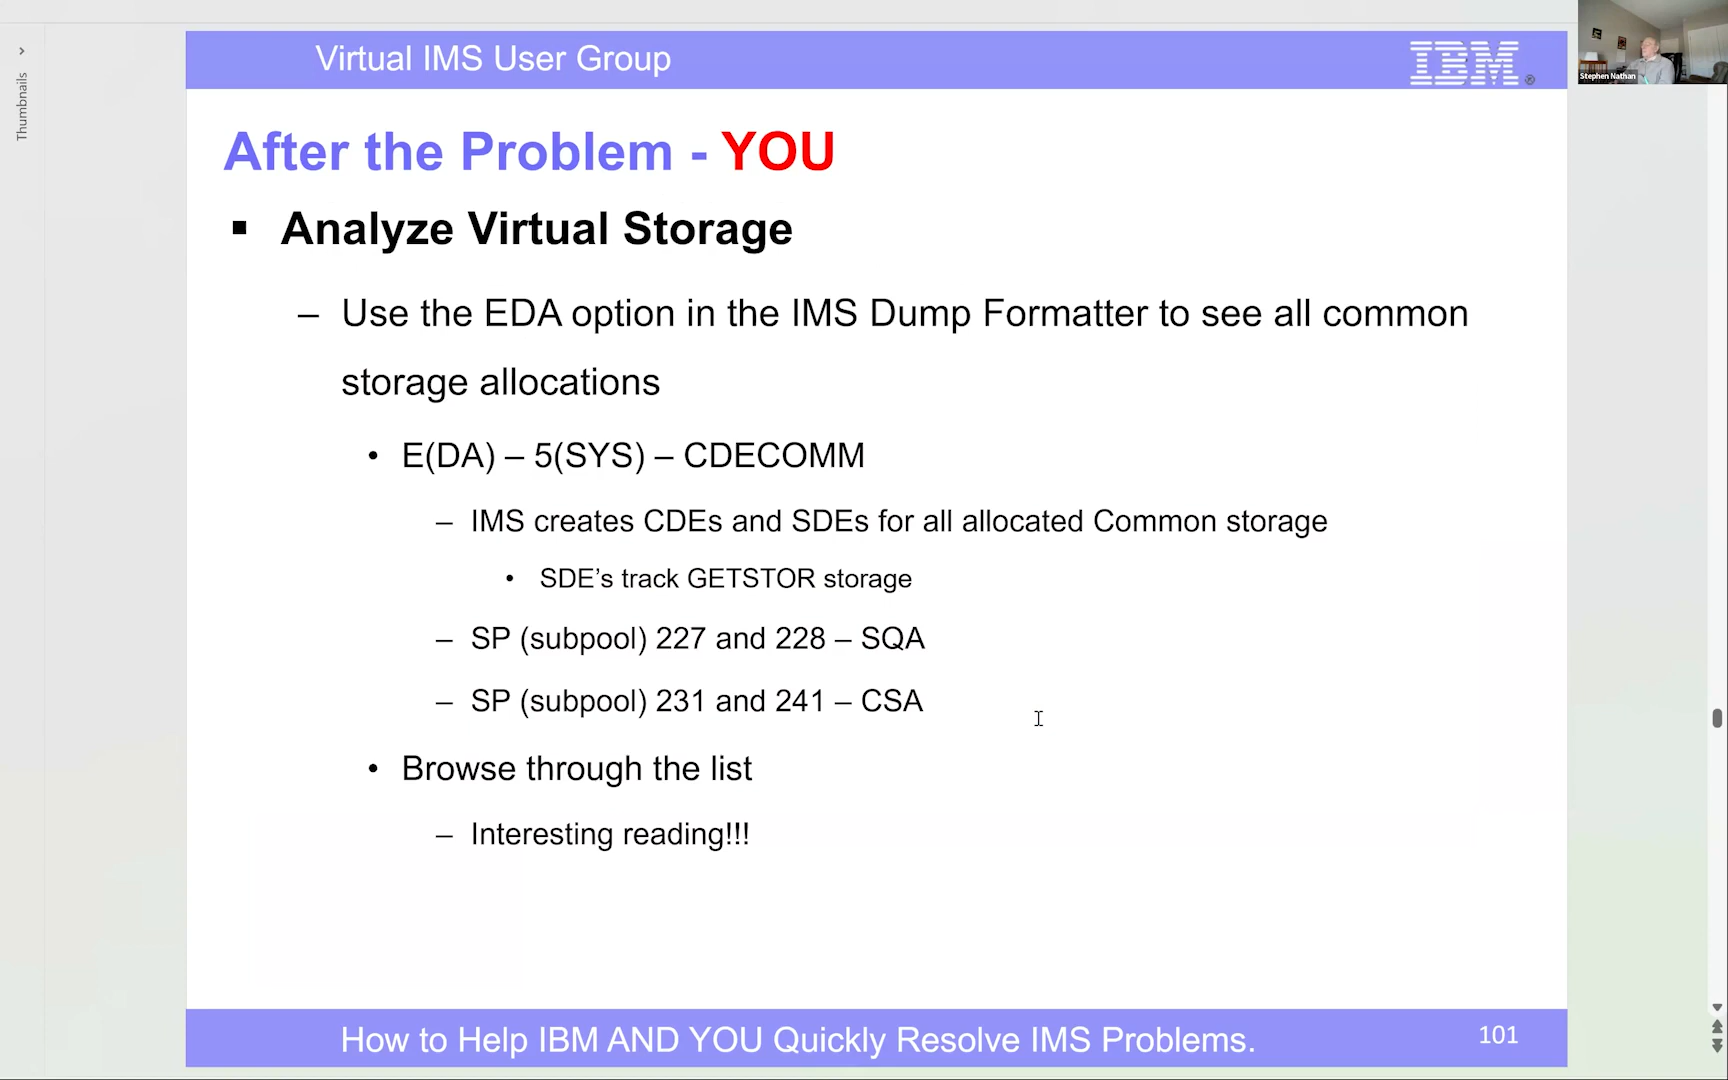 Thumbnails
Virtual IMS User Group
IBM®
Stephen Nathan
After the Problem - YOU
▪ Analyze Virtual Storage
– Use the EDA option in the IMS Dump Formatter to see all common
storage allocations
• E(DA) – 5(SYS) – CDECOMM
– IMS creates CDEs and SDEs for all allocated Common storage
• SDE’s track GETSTOR storage
– SP (subpool) 227 and 228 – SQA
– SP (subpool) 231 and 241 – CSA
• Browse through the list
– Interesting reading!!!
How to Help IBM AND YOU Quickly Resolve IMS Problems.
101